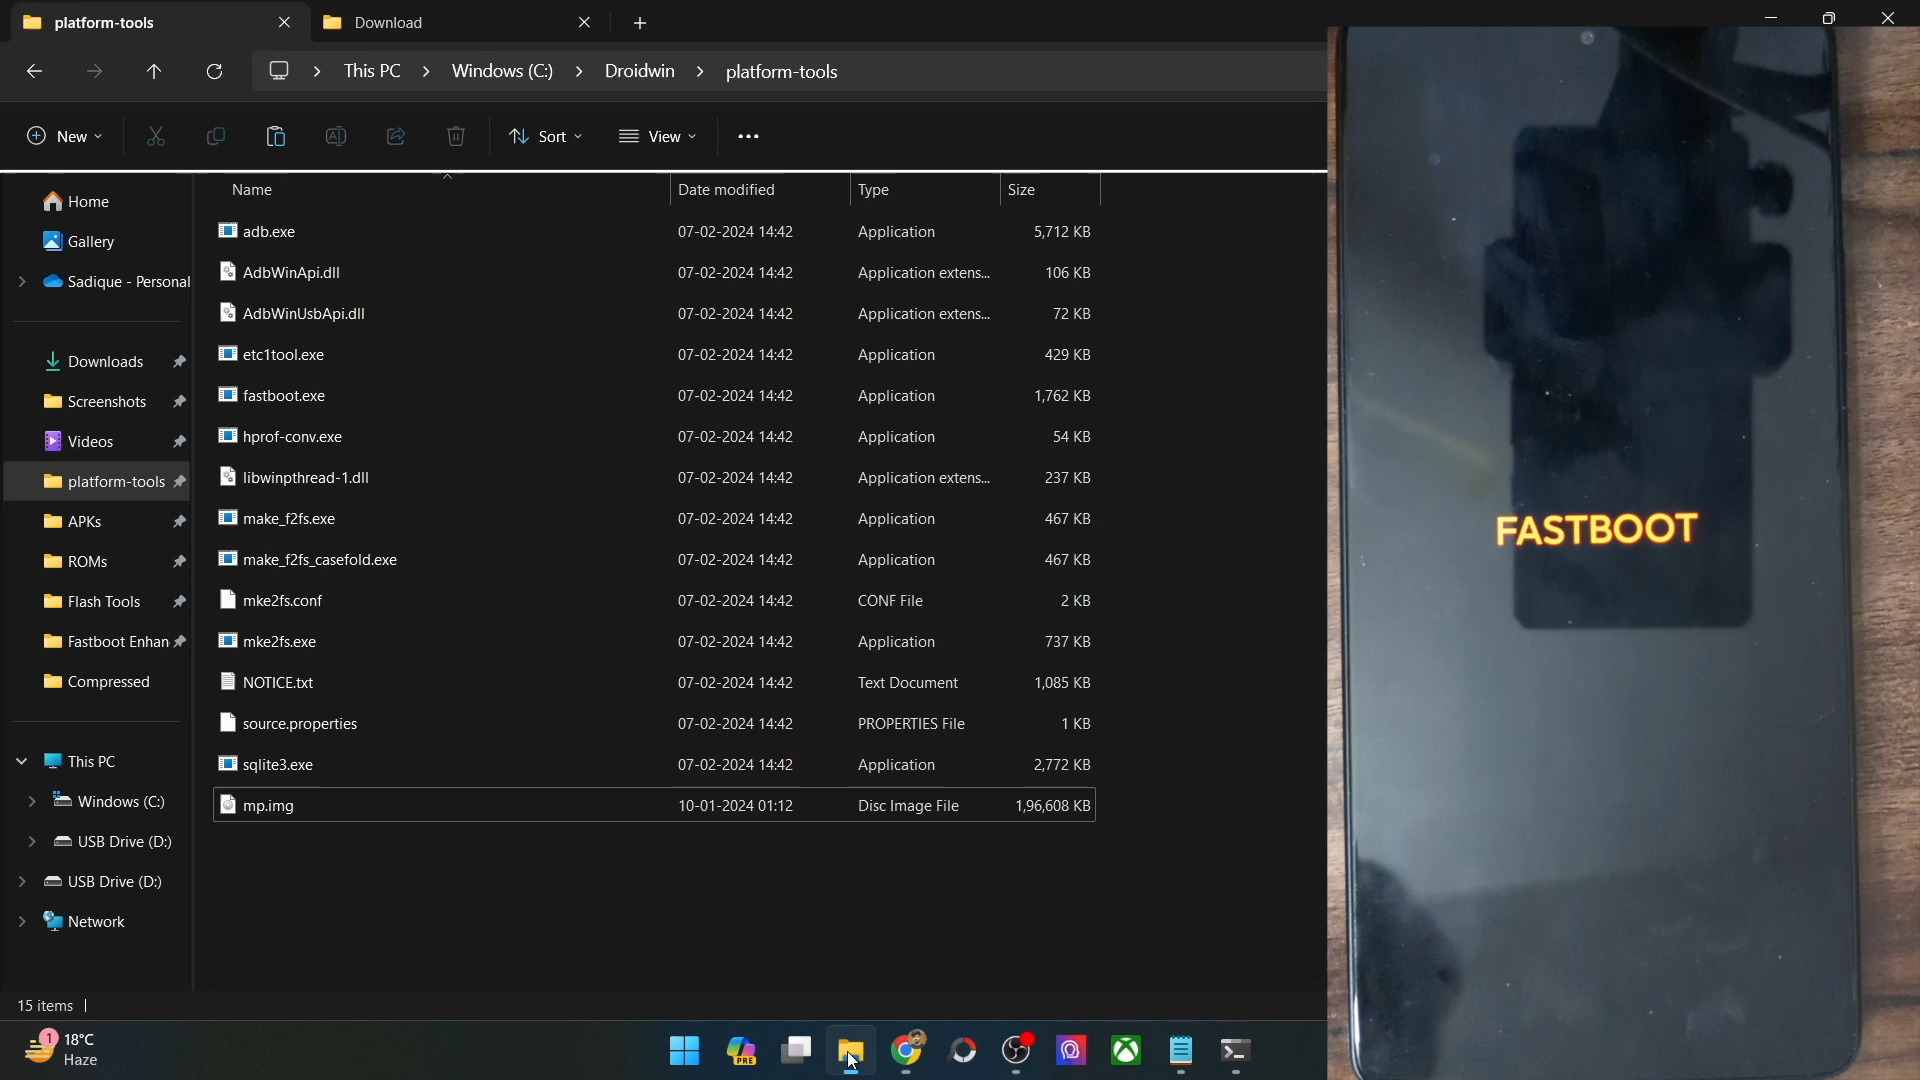 platform-tools
Download
This PC
Windows (C:)
Droidwin
platform-tools
New
Sort
View
Name
Date modified
Type
Size
Home
Gallery
Sadique - Personal
Downloads
Screenshots
Videos
platform-tools
APKs
ROMs
Flash Tools
Fastboot Enhan
Compressed
This PC
Windows (C:)
USB Drive (D:)
USB Drive (D:)
Network
adb.exe 07-02-2024 14:42 Application 5,712 KB
AdbWinApi.dll 07-02-2024 14:42 Application extens... 106 KB
AdbWinUsbApi.dll 07-02-2024 14:42 Application extens... 72 KB
etc1tool.exe 07-02-2024 14:42 Application 429 KB
fastboot.exe 07-02-2024 14:42 Application 1,762 KB
hprof-conv.exe 07-02-2024 14:42 Application 54 KB
libwinpthread-1.dll 07-02-2024 14:42 Application extens... 237 KB
make_f2fs.exe 07-02-2024 14:42 Application 467 KB
make_f2fs_casefold.exe 07-02-2024 14:42 Application 467 KB
mke2fs.conf 07-02-2024 14:42 CONF File 2 KB
mke2fs.exe 07-02-2024 14:42 Application 737 KB
NOTICE.txt 07-02-2024 14:42 Text Document 1,085 KB
source.properties 07-02-2024 14:42 PROPERTIES File 1 KB
sqlite3.exe 07-02-2024 14:42 Application 2,772 KB
mp.img 10-01-2024 01:12 Disc Image File 1,96,608 KB
FASTBOOT
15 items
1
18°C
Haze
PRE